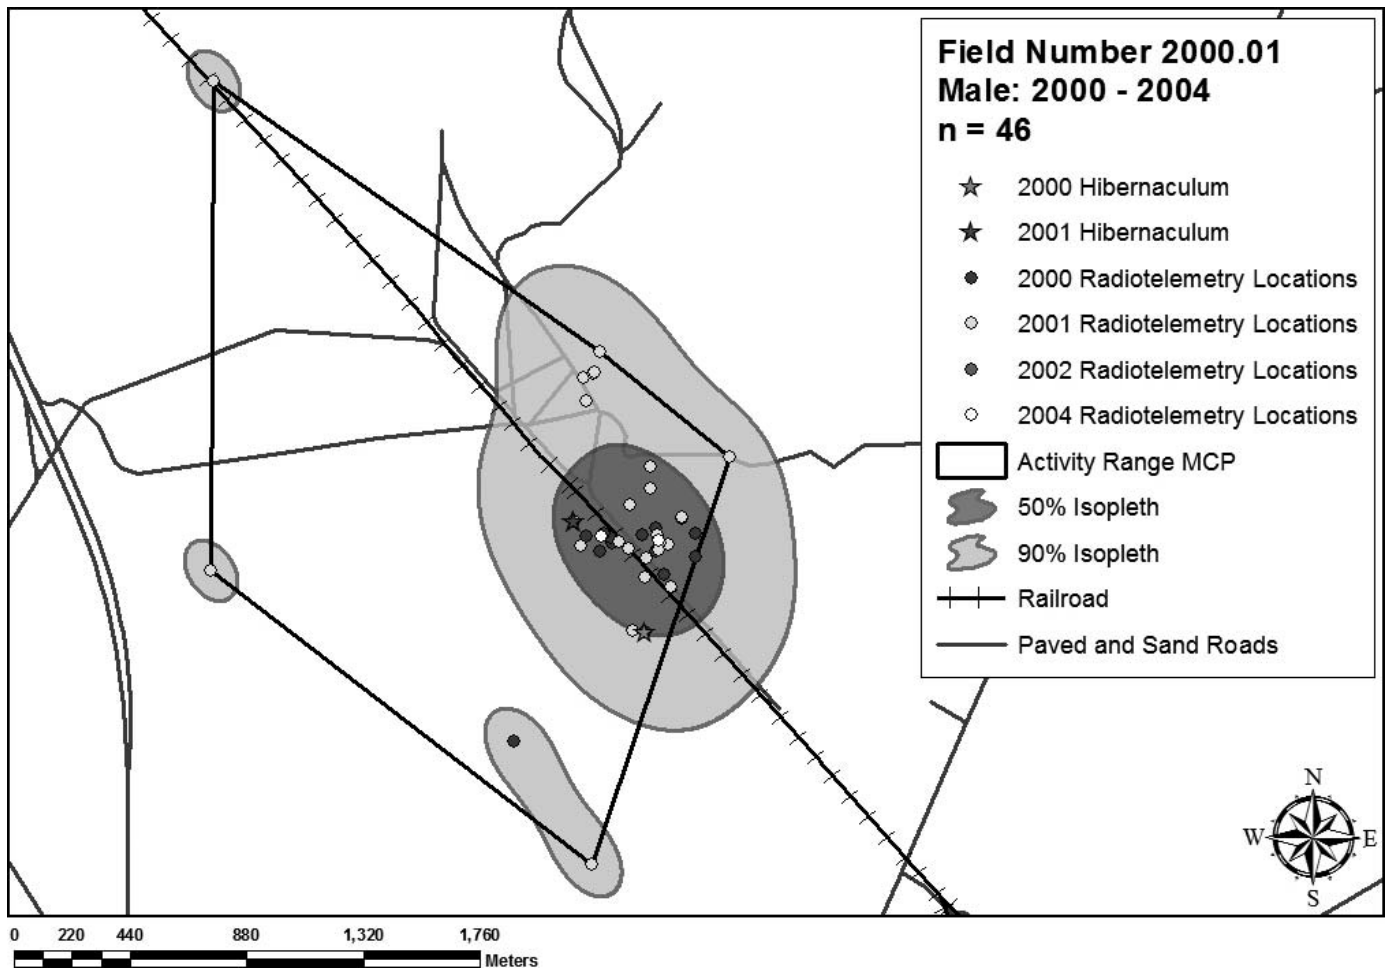 Field Number 2000.01
Male: 2000 - 2004
n = 46
2000 Hibernaculum
2001 Hibernaculum
2000 Radiotelemetry Locations
2001 Radiotelemetry Locations
2002 Radiotelemetry Locations
2004 Radiotelemetry Locations
Activity Range MCP
50% Isopleth
90% Isopleth
Railroad
Paved and Sand Roads
N
W E
S
0 220 440 880 1,320 1,760
Meters